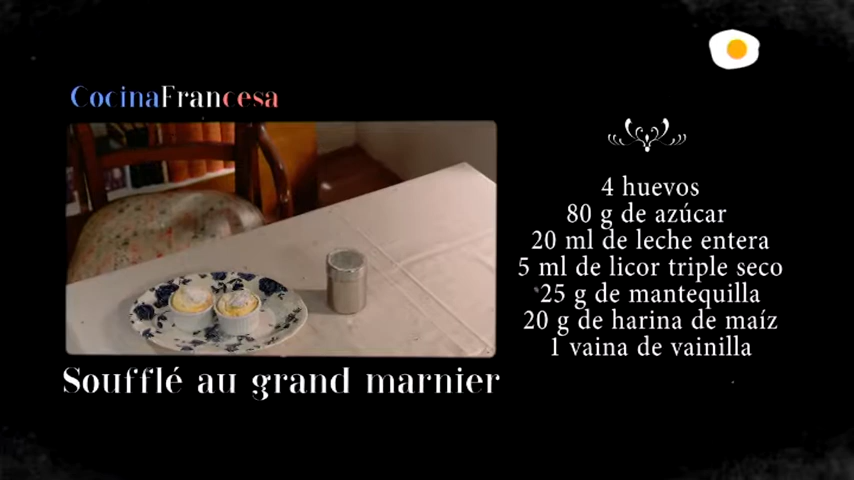 CocinaFrancesa
Soufflé au grand marnier
4 huevos
80 g de azúcar
20 ml de leche entera
5 ml de licor triple seco
25 g de mantequilla
20 g de harina de maíz
1 vaina de vainilla